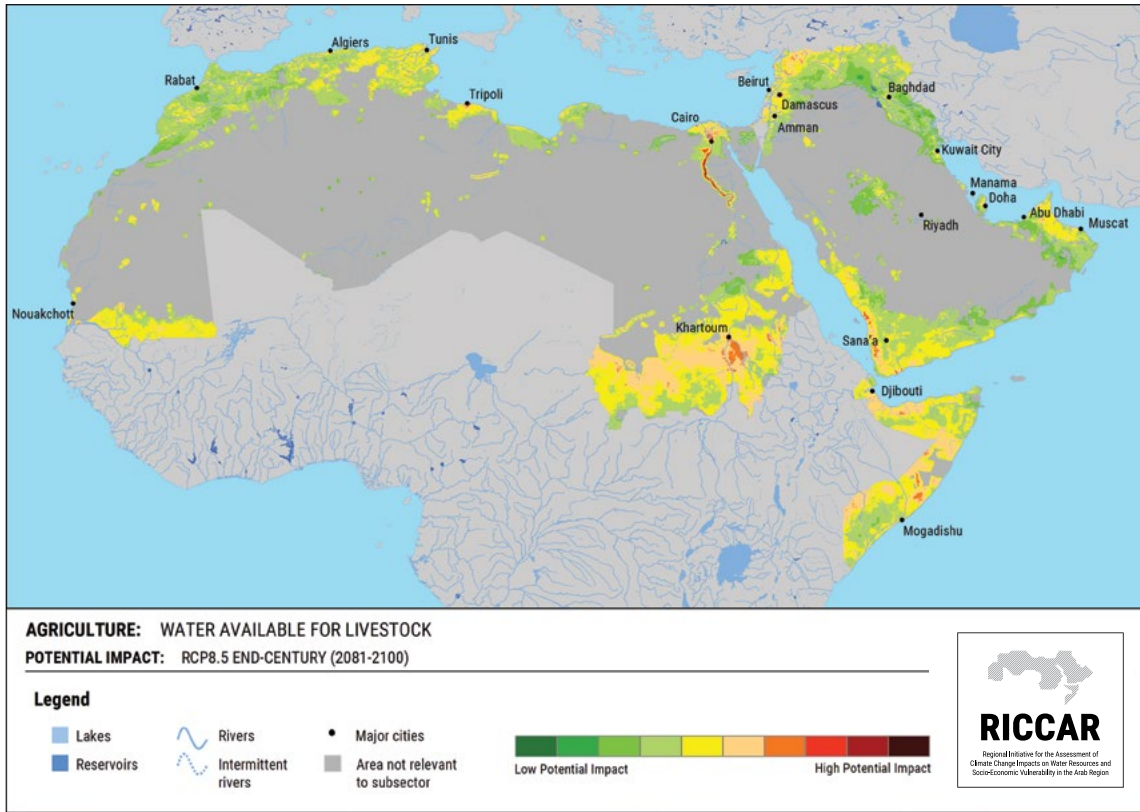 Algiers
Tunis
Rabat
Tripoli
Beirut
Baghdad
Damascus
Cairo
Amman
Kuwait City
Manama
Doha
Abu Dhabi
Muscat
Riyadh
Nouakchott
Khartoum
Sana'a
Djibouti
Mogadishu
AGRICULTURE: WATER AVAILABLE FOR LIVESTOCK
POTENTIAL IMPACT: RCP8.5 END-CENTURY (2081-2100)
Legend
Lakes
Rivers
Major cities
Reservoirs
Intermittent
rivers
Area not relevant
to subsector
Low Potential Impact
High Potential Impact
RICCAR
Regional Initiative for the Assessment of
Climate Change Impacts on Water Resources and
Socio-Economic Vulnerability in the Arab Region